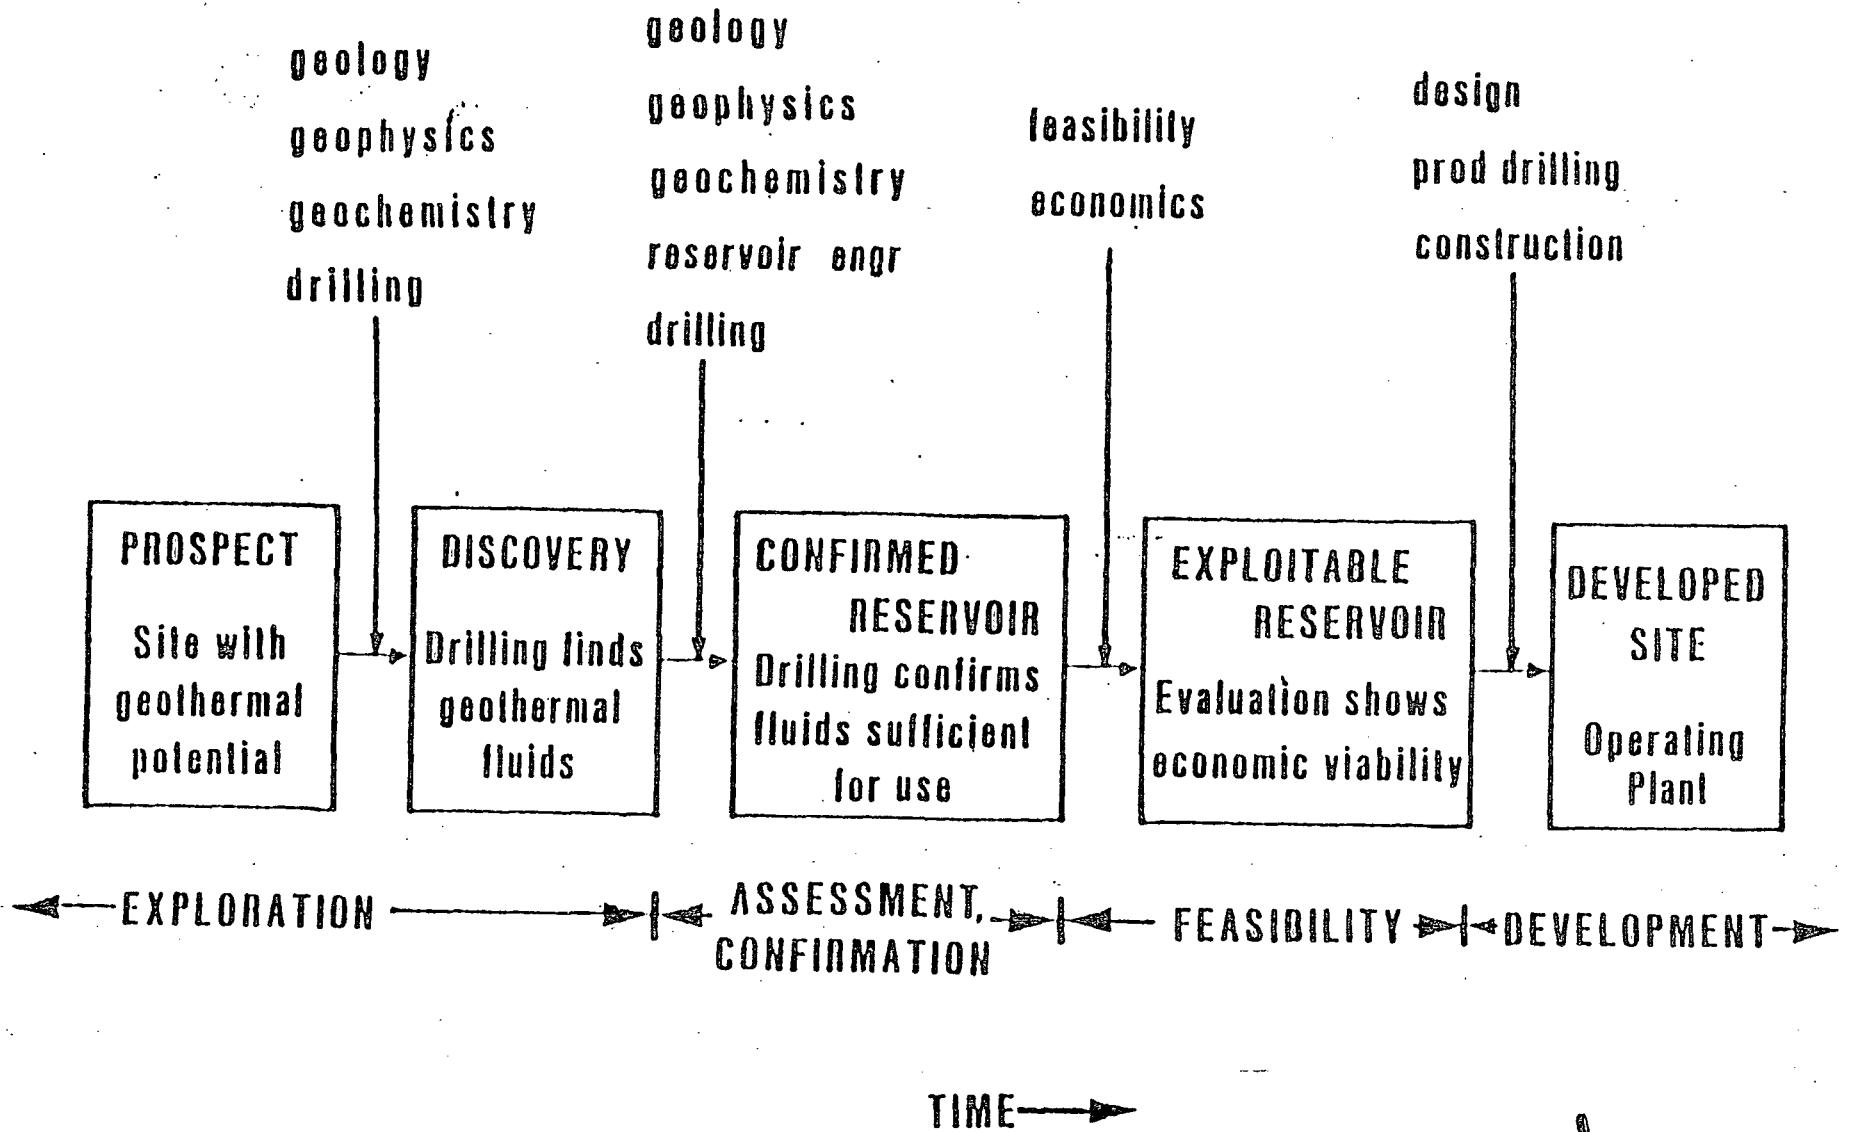 geology
geophysics
geochemistry
drilling
geology
geophysics
geochemistry
reservoir engr
drilling
feasibility
economics
design
prod drilling
construction
PROSPECT
Site with
geothermal
potential
DISCOVERY
Drilling finds
geothermal
fluids
CONFIRMED
RESERVOIR
Drilling confirms
fluids sufficient
for use
EXPLOITABLE
RESERVOIR
Evaluation shows
economic viability
DEVELOPED
SITE
Operating
Plant
EXPLORATION
ASSESSMENT,
CONFIRMATION
FEASIBILITY
DEVELOPMENT
TIME